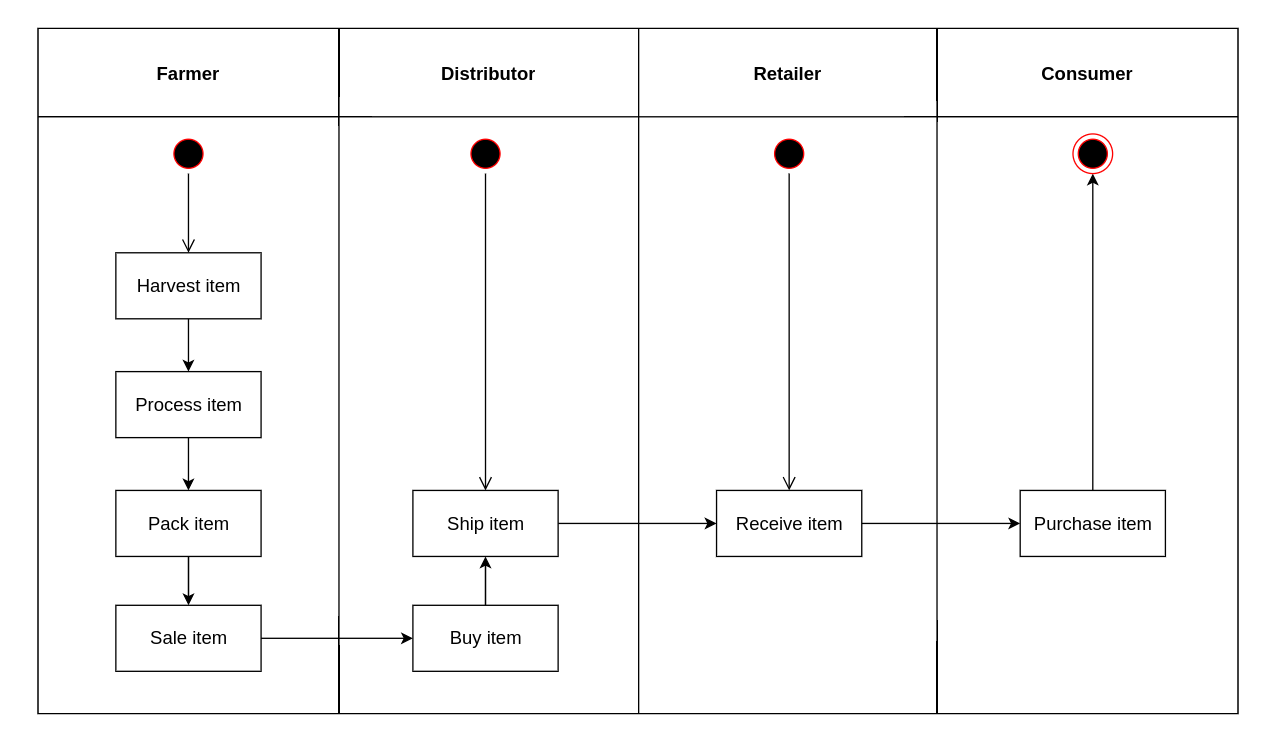 Farmer
Distributor
Retailer
Consumer
Harvest item
Process item
Pack item
Ship item
Receive item
Purchase item
Sale item
Buy item